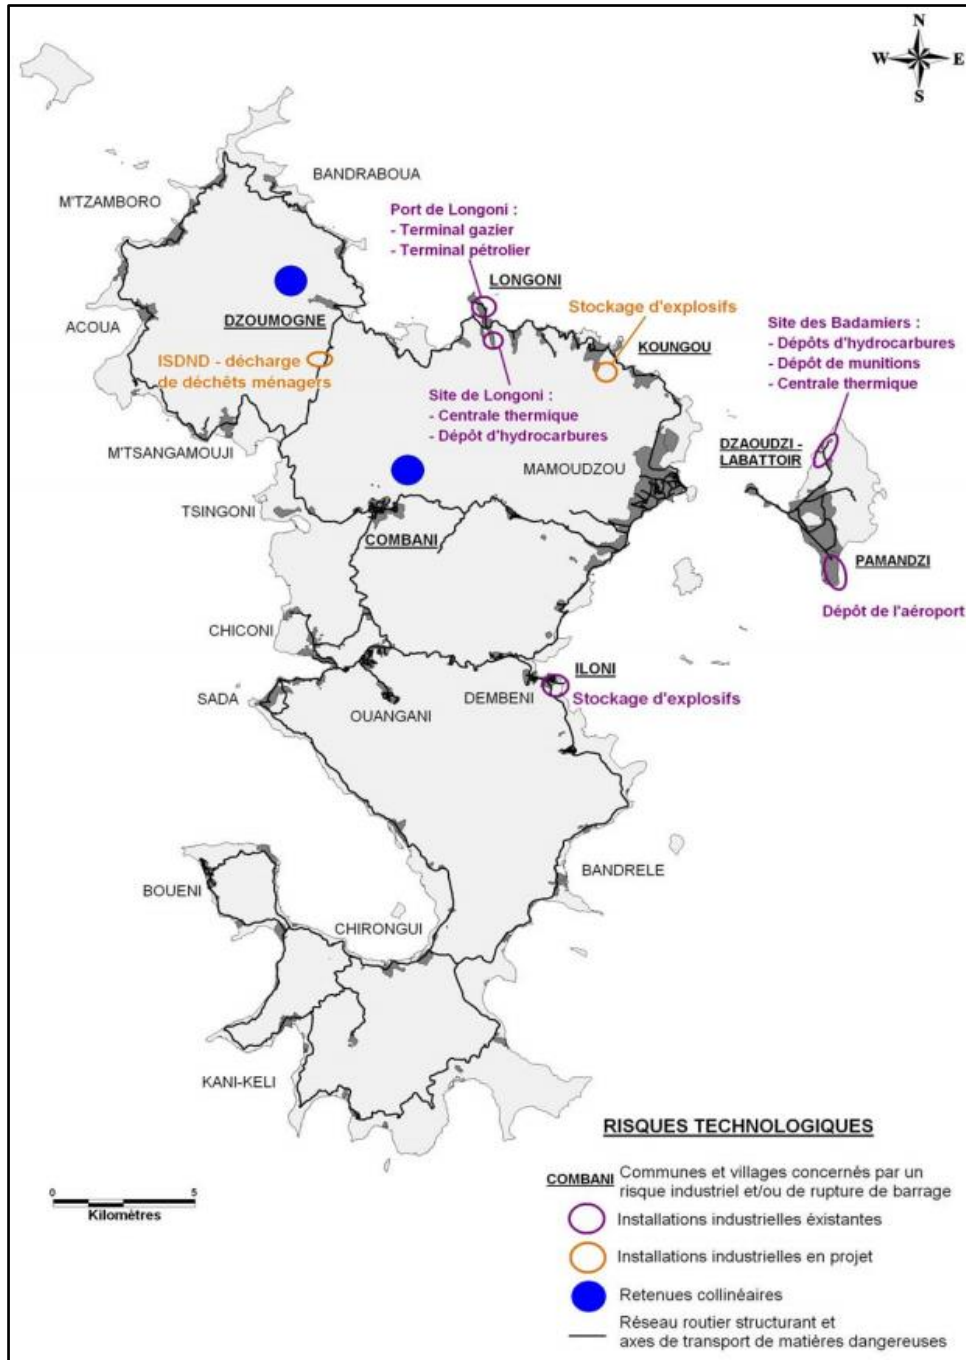 N
W
E
S
BANDRABOUA
M'TZAMBORO
Port de Longoni :
- Terminal gazier
- Terminal pétrolier
LONGONI
Stockage d'explosifs
Site des Badamiers :
- Dépôts d'hydrocarbures
- Dépôt de munitions
- Centrale thermique
ACOUA
DZOUMOGNE
KOUNGOU
ISDND - décharge
de déchêts ménagers
Site de Longoni :
- Centrale thermique
- Dépôt d'hydrocarbures
M'TSANGAMOUJI
MAMOUDZOU
DZAOUDZI -
LABATTOIR
TSINGONI
COMBANI
PAMANDZI
Dépôt de l'aéroport
CHICONI
ILONI
SADA
OUANGANI
DEMBENI
Stockage d'explosifs
BOUENI
BANDRELE
CHIRONGUI
KANI-KELI
RISQUES TECHNOLOGIQUES
COMBANI Communes et villages concernés par un
risque industriel et/ou de rupture de barrage
Installations industrielles éxistantes
Installations industrielles en projet
Retenues collinéaires
Réseau routier structurant et
axes de transport de matières dangereuses
0 5
Kilométres